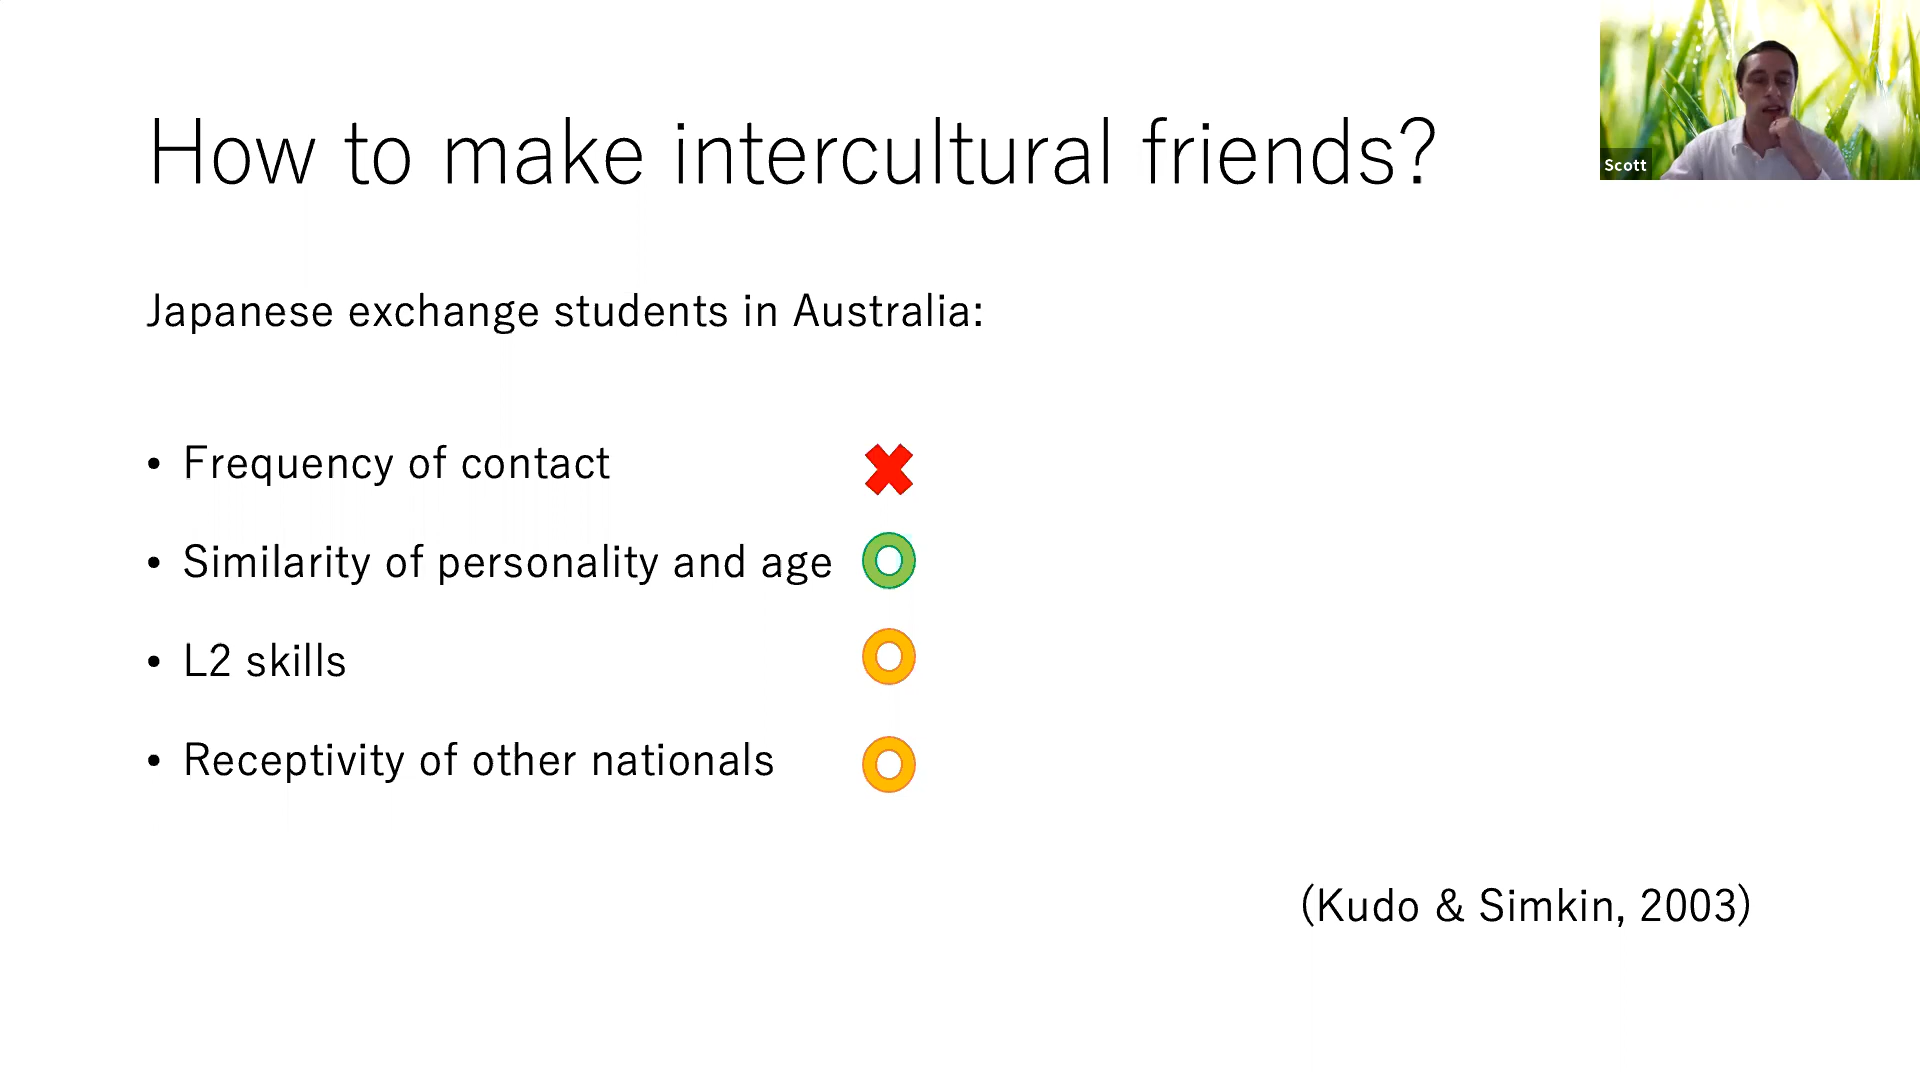 How to make intercultural friends?
Scott
Japanese exchange students in Australia:
• Frequency of contact
• Similarity of personality and age
• L2 skills
• Receptivity of other nationals
(Kudo & Simkin, 2003)